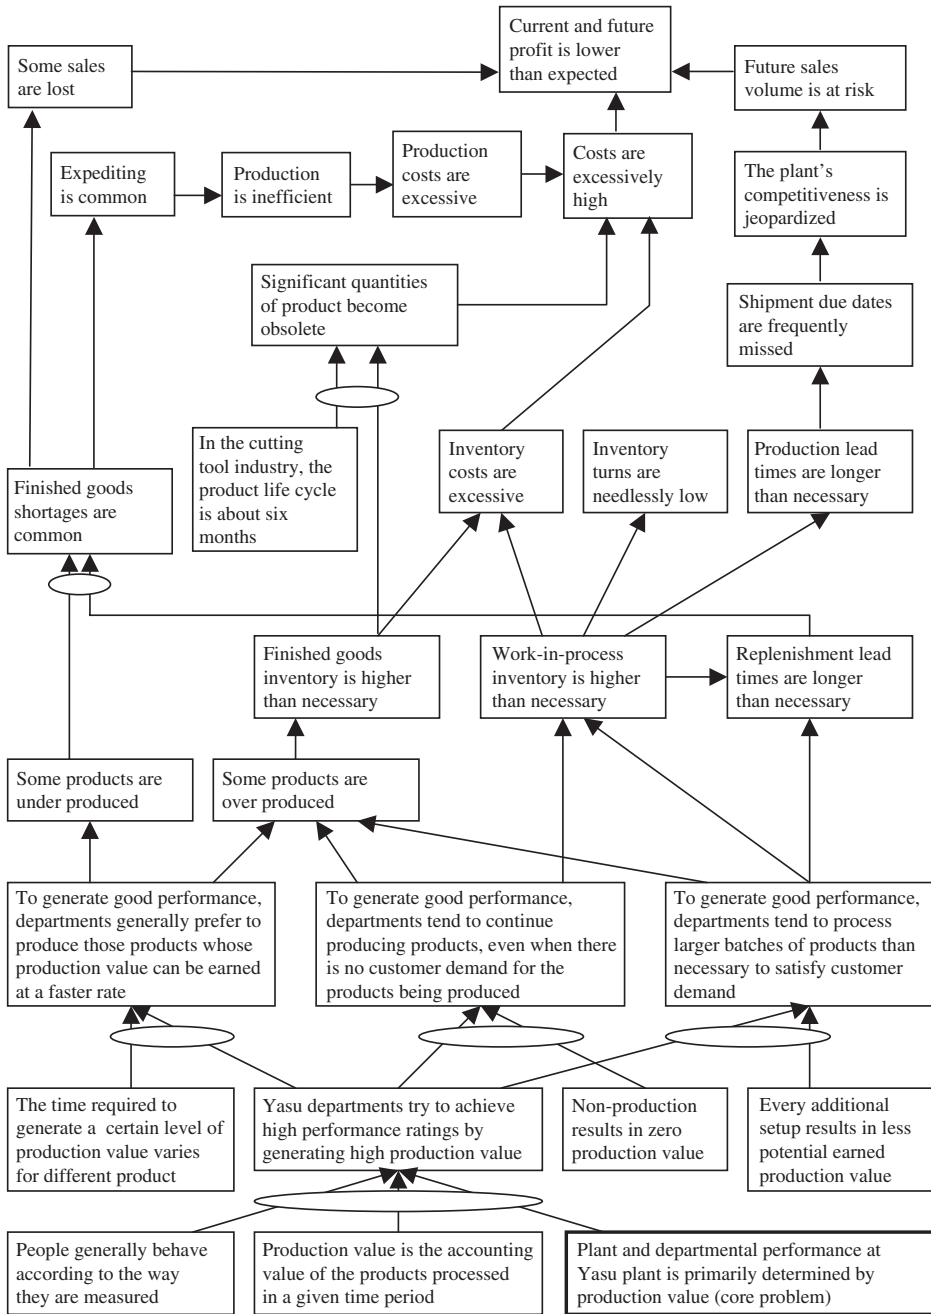 Current and future
profit is lower
than expected
Some sales
are lost
Future sales
volume is at risk
Expediting
is common
Production
is inefficient
Production
costs are
excessive
Costs are
excessively
high
The plant's
competitiveness is
jeopardized
Significant quantities
of product become
obsolete
Shipment due dates
are frequently
missed
In the cutting
tool industry, the
product life cycle
is about six
months
Inventory
costs are
excessive
Inventory
turns are
needlessly low
Production lead
times are longer
than necessary
Finished goods
shortages are
common
Finished goods
inventory is higher
than necessary
Work-in-process
inventory is higher
than necessary
Replenishment lead
times are longer
than necessary
Some products are
under produced
Some products are
over produced
To generate good performance,
departments generally prefer to
produce those products whose
production value can be earned
at a faster rate
To generate good performance,
departments tend to continue
producing products, even when there
is no customer demand for the
products being produced
To generate good performance,
departments tend to process
larger batches of products than
necessary to satisfy customer
demand
The time required to
generate a certain level of
production value varies
for different product
Yasu departments try to achieve
high performance ratings by
generating high production value
Non-production
results in zero
production value
Every additional
setup results in less
potential earned
production value
People generally behave
according to the way
they are measured
Production value is the accounting
value of the products processed
in a given time period
Plant and departmental performance at
Yasu plant is primarily determined by
production value (core problem)